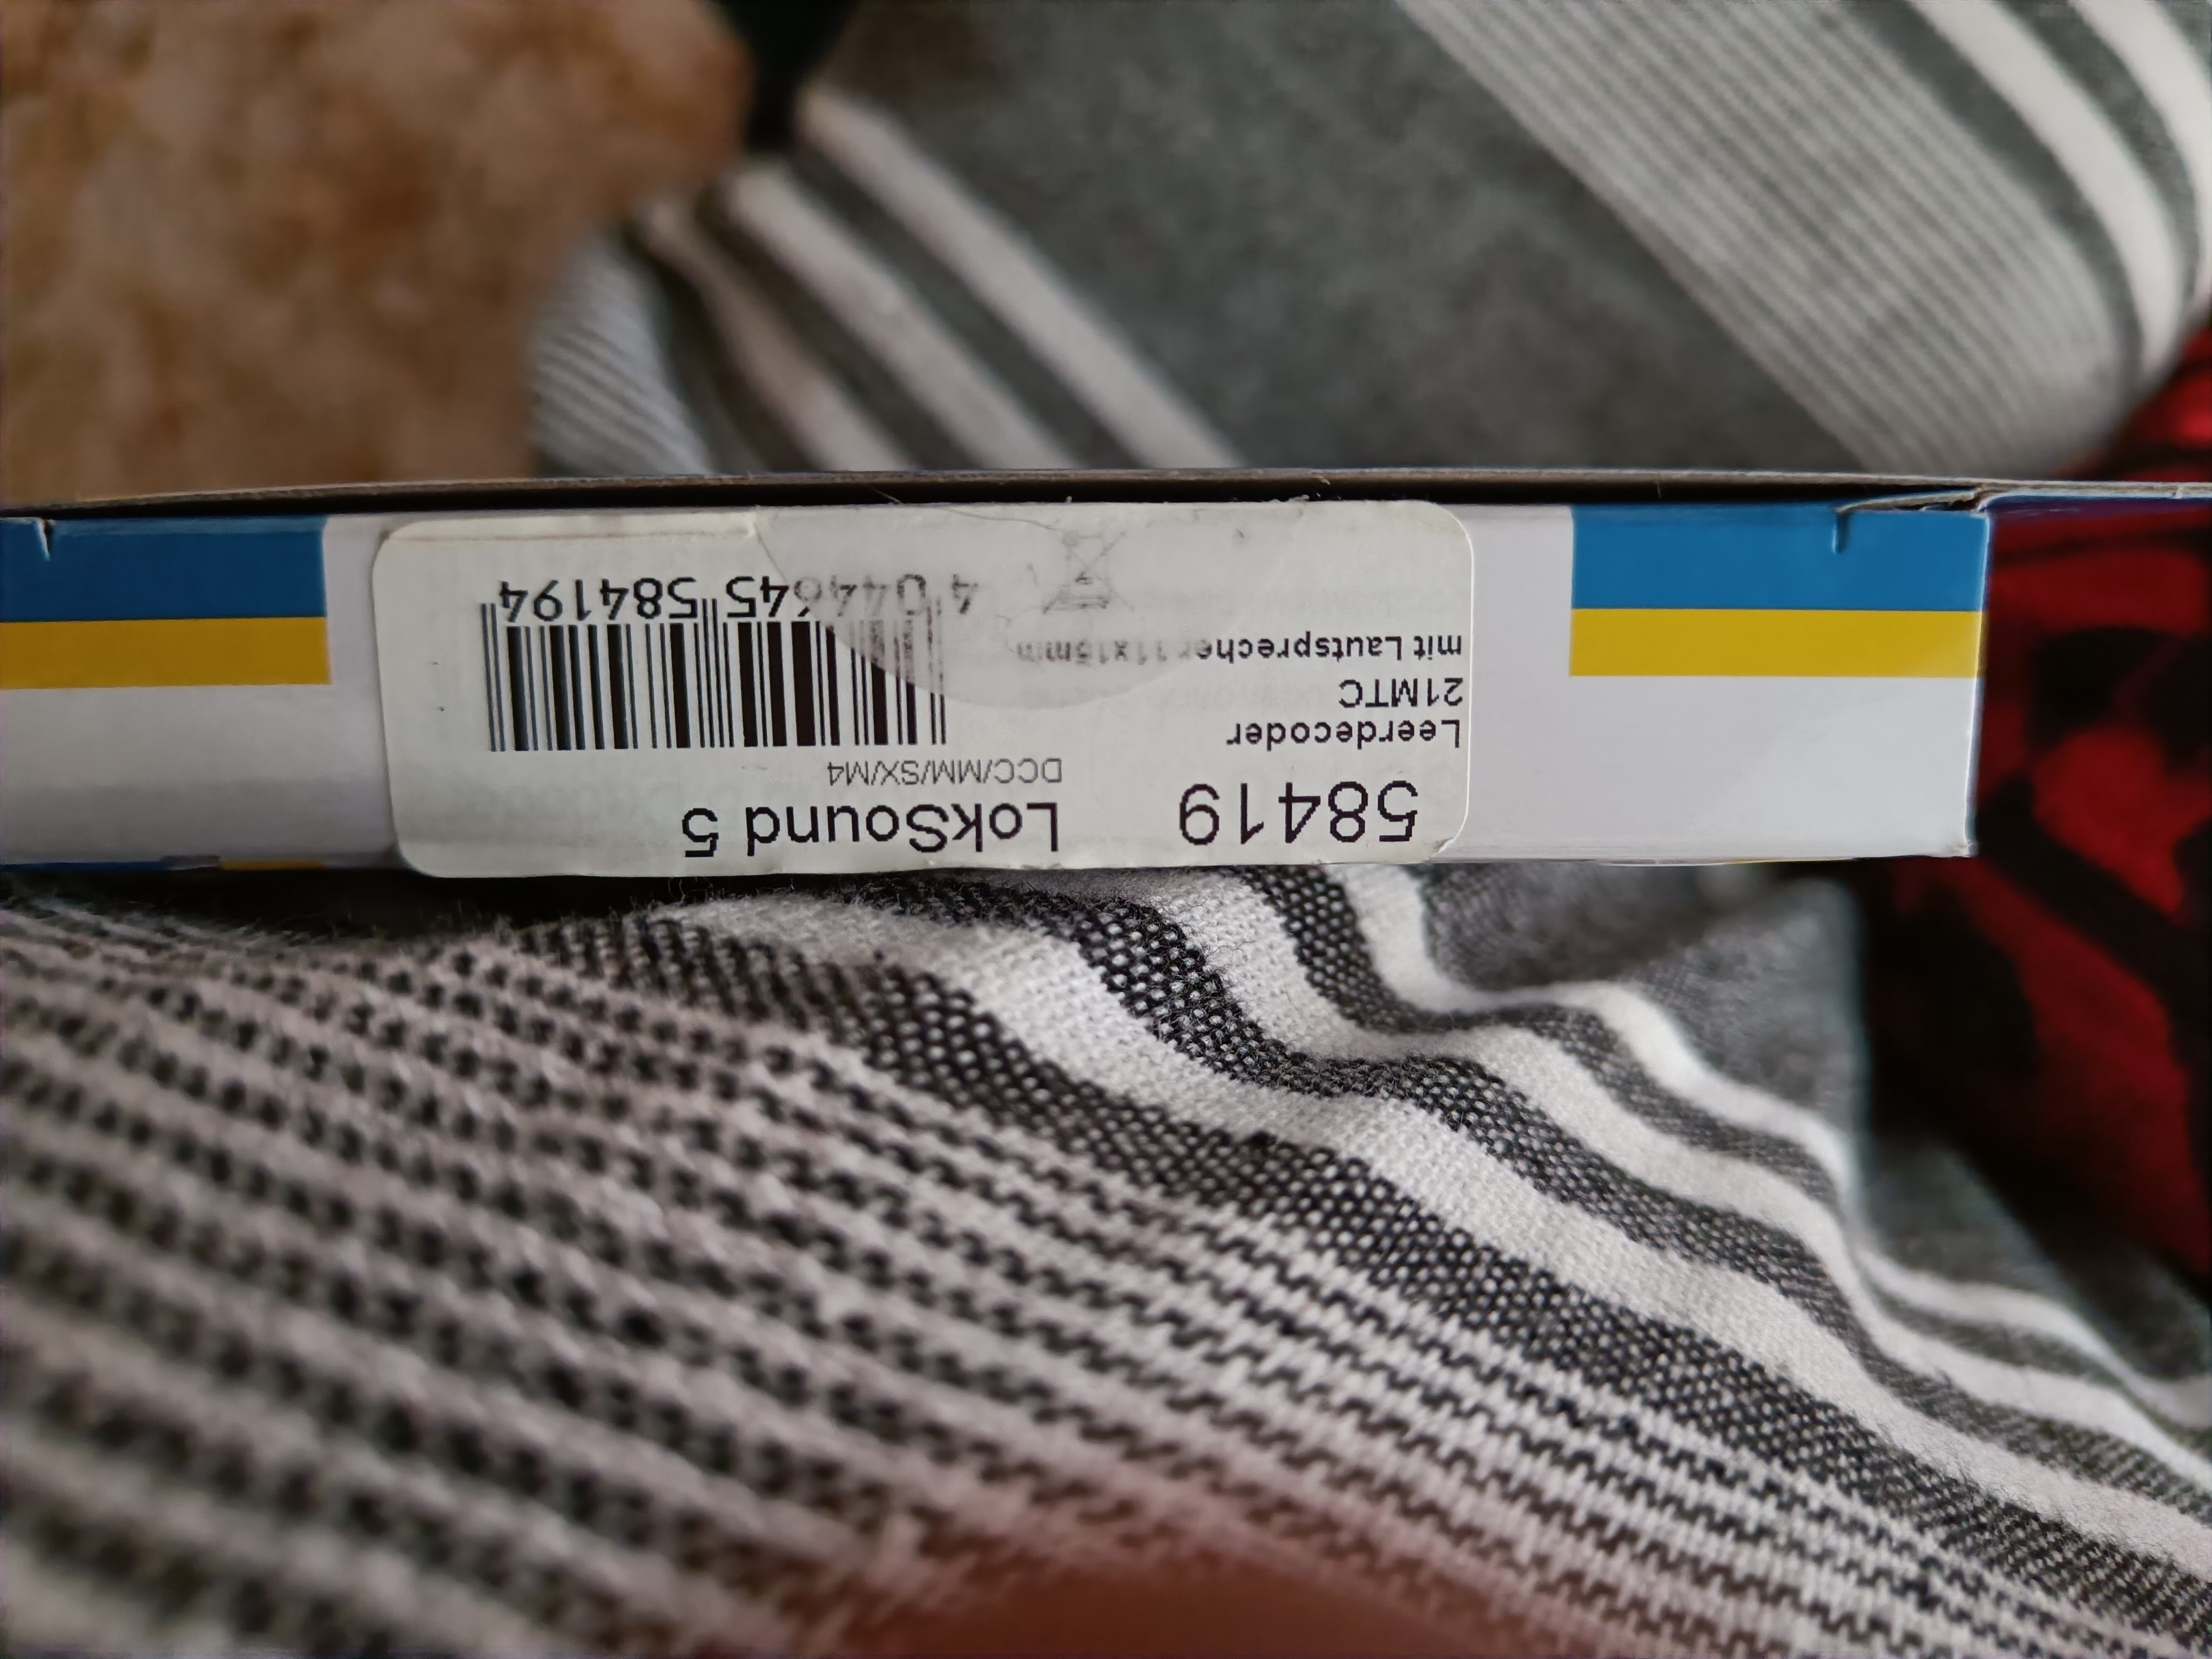 58419
LokSound 5
DCC/MM/SX/M4
Leerdecoder
21MTC
mit Lautsprecher 11x15mm
4 044645 584194